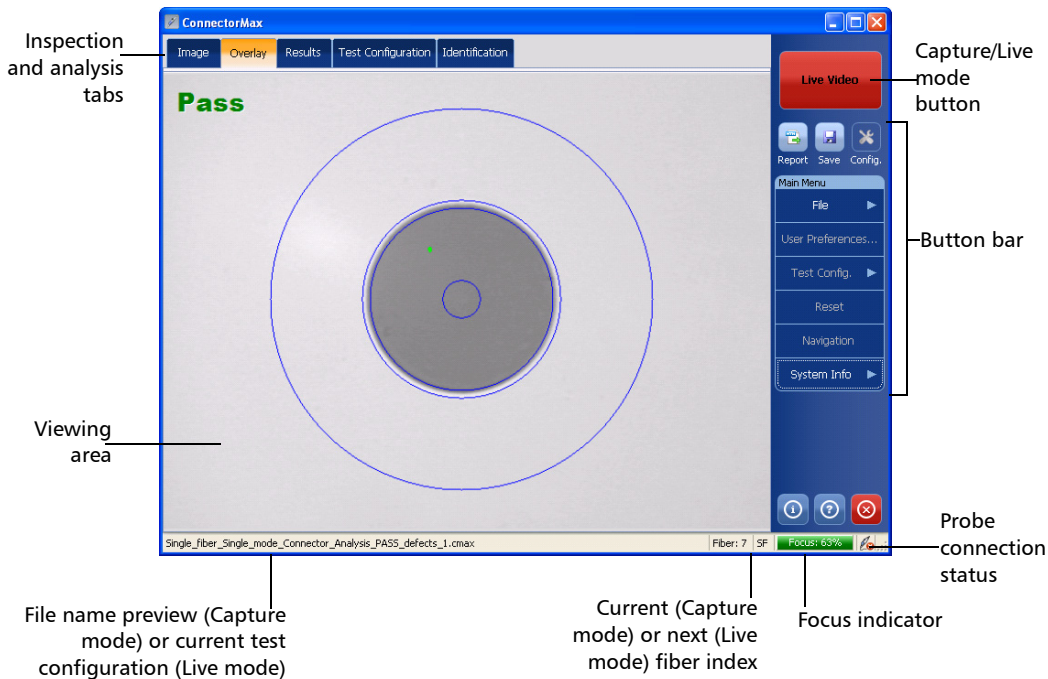 ConnectorMax
Inspection
and analysis
tabs
Image Overlay Results Test Configuration Identification
Pass
Live Video
Capture/Live
mode
button
Report Save Config.
Main Menu
File
User Preferences...
Test Config.
Reset
Navigation
System Info
Button bar
Viewing
area
Single_fiber_Single_mode_Connector_Analysis_PASS_defects_1.cmax
Fiber: 7 SF Focus: 63%
Probe
connection
status
File name preview (Capture
mode) or current test
configuration (Live mode)
Current (Capture
mode) or next (Live
mode) fiber index
Focus indicator